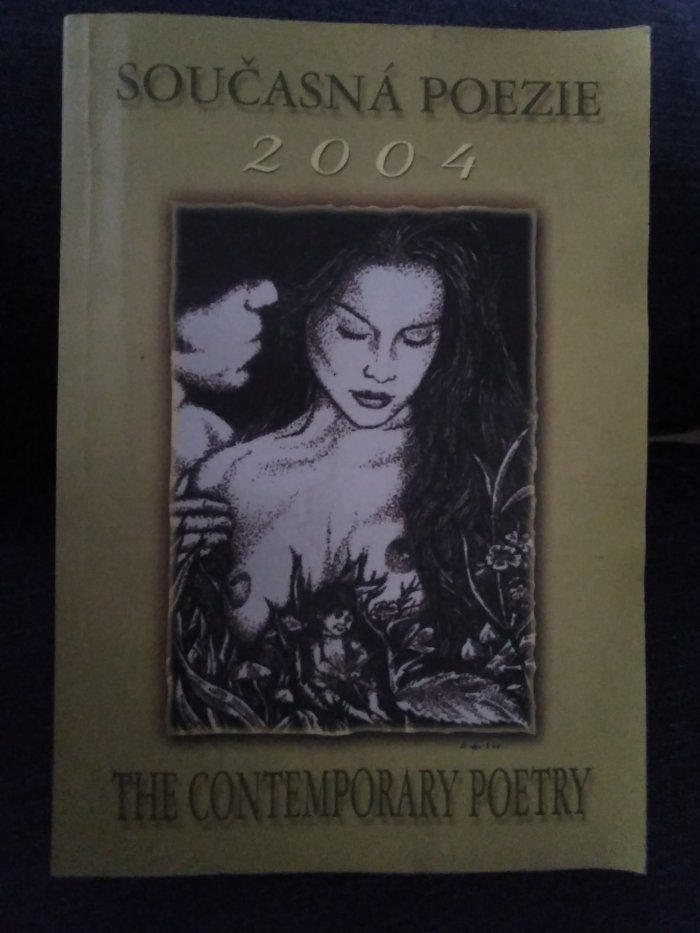 SOUČASNÁ POEZIE
2004
THE CONTEMPORARY POETRY